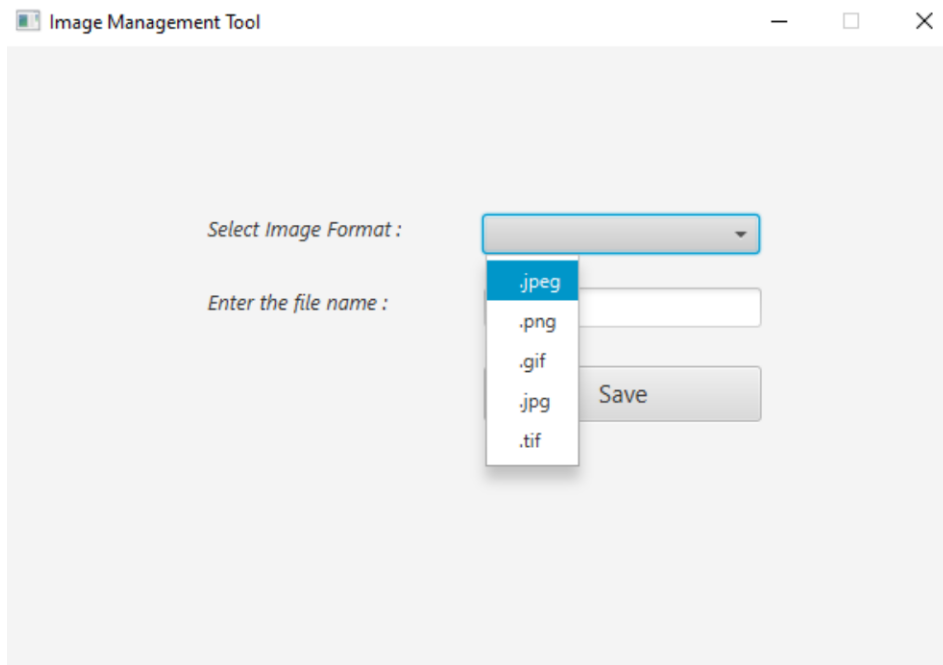 Image Management Tool
Select Image Format :
Enter the file name :
.jpeg
.png
.gif
.jpg
.tif
Save